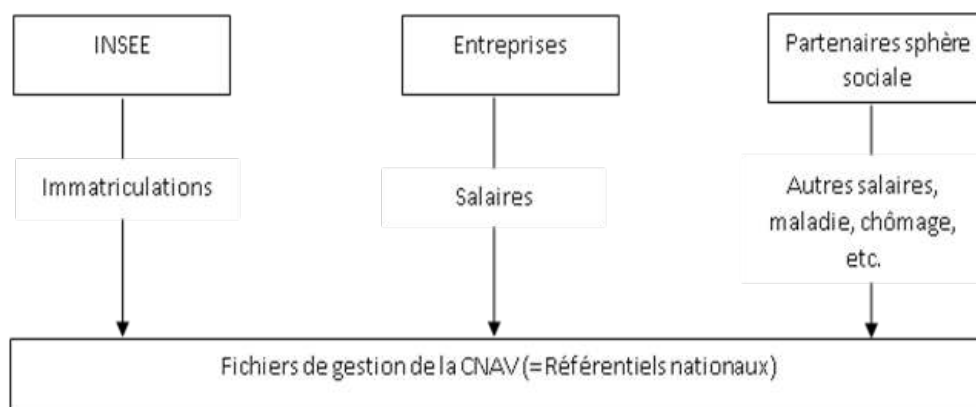 INSEE
Entreprises
Partenaires sphère
sociale
Immatriculations
Salaires
Autres salaires,
maladie, chômage,
etc.
Fichiers de gestion de la CNAV (= Référentiels nationaux)